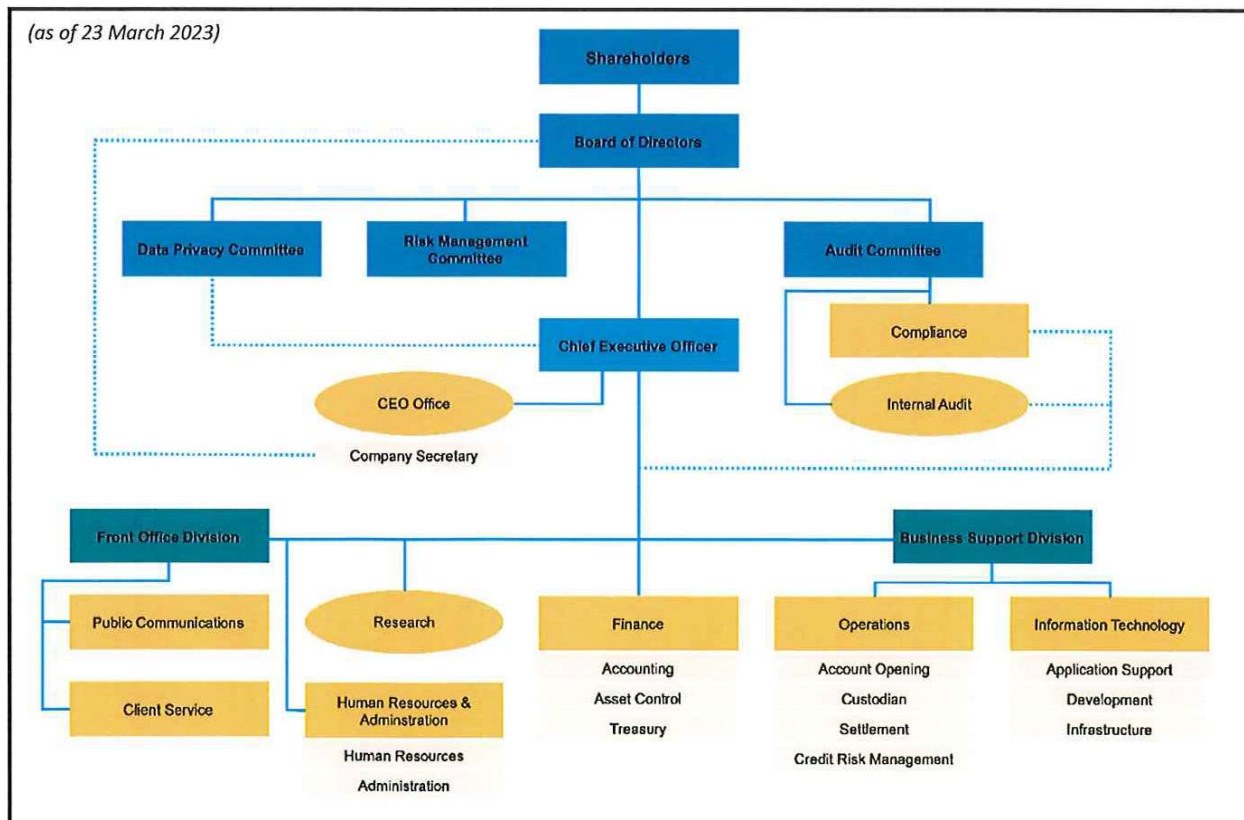 (as of 23 March 2023)
Shareholders
Board of Directors
Data Privacy Committee
Risk Management
Committee
Audit Committee
Compliance
Chief Executive Officer
CEO Office
Internal Audit
Company Secretary
Front Office Division
Business Support Division
Public Communications
Research
Finance
Operations
Information Technology
Accounting
Account Opening
Application Support
Asset Control
Custodian
Development
Client Service
Human Resources &
Adminstration
Treasury
Settlement
Infrastructure
Human Resources
Credit Risk Management
Administration